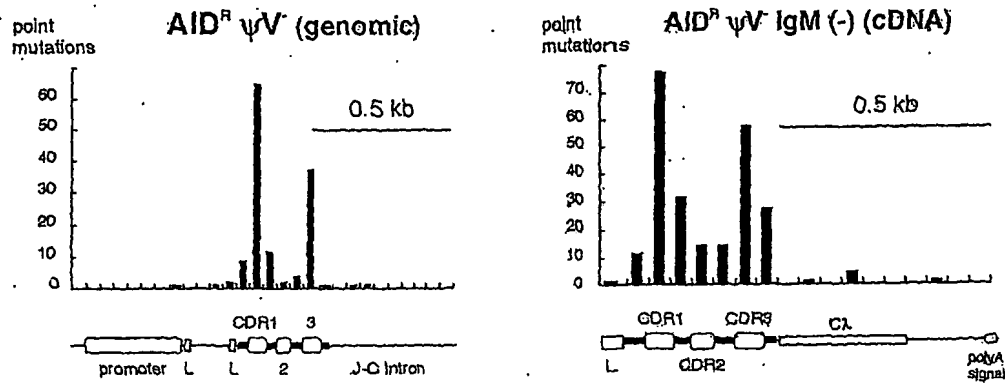 point
mutations
AIDᴿ ψV⁻ (genomic)
60
50
40
30
20
10
0
0.5 kb
CDR1
3
promoter
L
L
2
J-C intron
point
mutations
AIDᴿ ψV⁻ IgM (-) (cDNA)
70
60
50
40
30
20
10
0
0.5 kb
CDR1
CDR3
Cλ
L
CDR2
polyA
signal